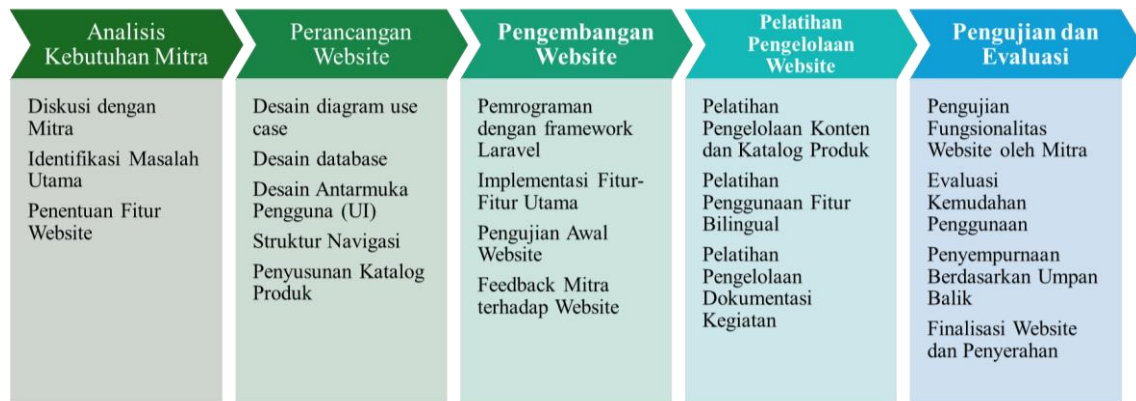 Analisis
Kebutuhan Mitra
Diskusi dengan
Mitra
Identifikasi Masalah
Utama
Penentuan Fitur
Website
Perancangan
Website
Desain diagram use
case
Desain database
Desain Antarmuka
Pengguna (UI)
Struktur Navigasi
Penyusunan Katalog
Produk
Pengembangan
Website
Pemrograman
dengan framework
Laravel
Implementasi Fitur-
Fitur Utama
Pengujian Awal
Website
Feedback Mitra
terhadap Website
Pelatihan
Pengelolaan
Website
Pelatihan
Pengelolaan Konten
dan Katalog Produk
Pelatihan
Penggunaan Fitur
Bilingual
Pelatihan
Pengelolaan
Dokumentasi
Kegiatan
Pengujian dan
Evaluasi
Pengujian
Fungsionalitas
Website oleh Mitra
Evaluasi
Kemudahan
Penggunaan
Penyempurnaan
Berdasarkan Umpan
Balik
Finalisasi Website
dan Penyerahan